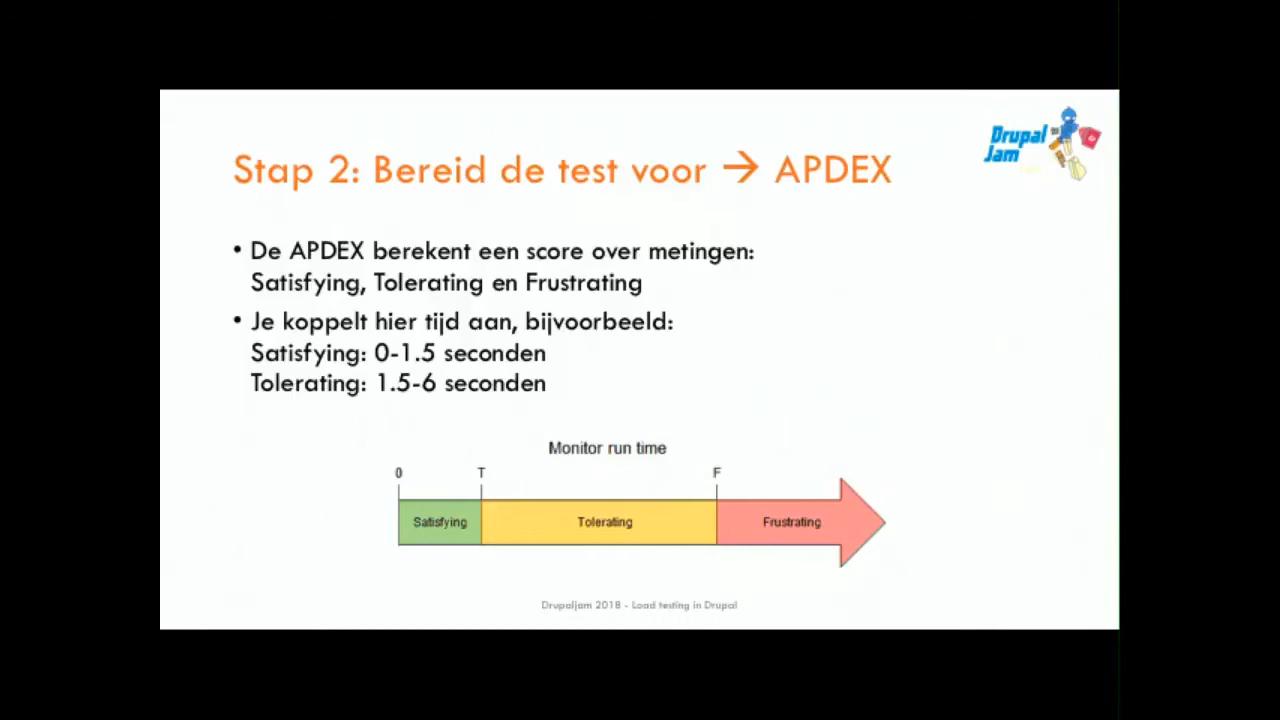 Drupal
Jam
Stap 2: Bereid de test voor → APDEX
• De APDEX berekent een score over metingen:
Satisfying, Tolerating en Frustrating
• Je koppelt hier tijd aan, bijvoorbeeld:
Satisfying: 0-1.5 seconden
Tolerating: 1.5-6 seconden
Monitor run time
0 T F
Satisfying Tolerating Frustrating
Drupaljam 2018 - Load testing in Drupal